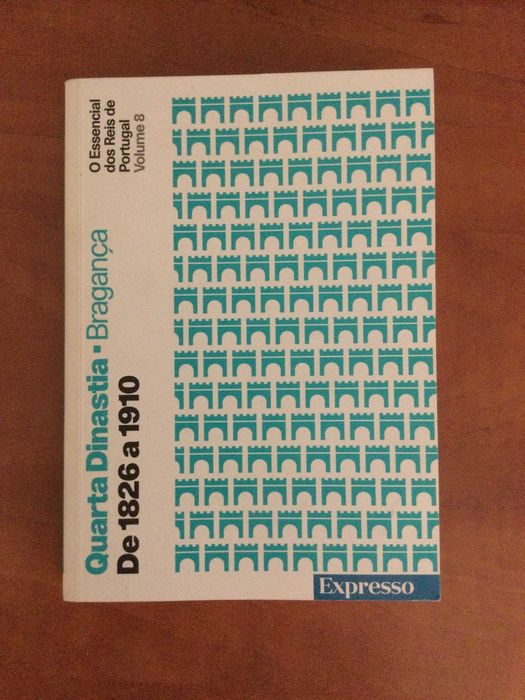 Quarta Dinastia ▪ Bragança
De 1826 a 1910
O Essencial
dos Reis de
Portugal
Volume 8
Expresso